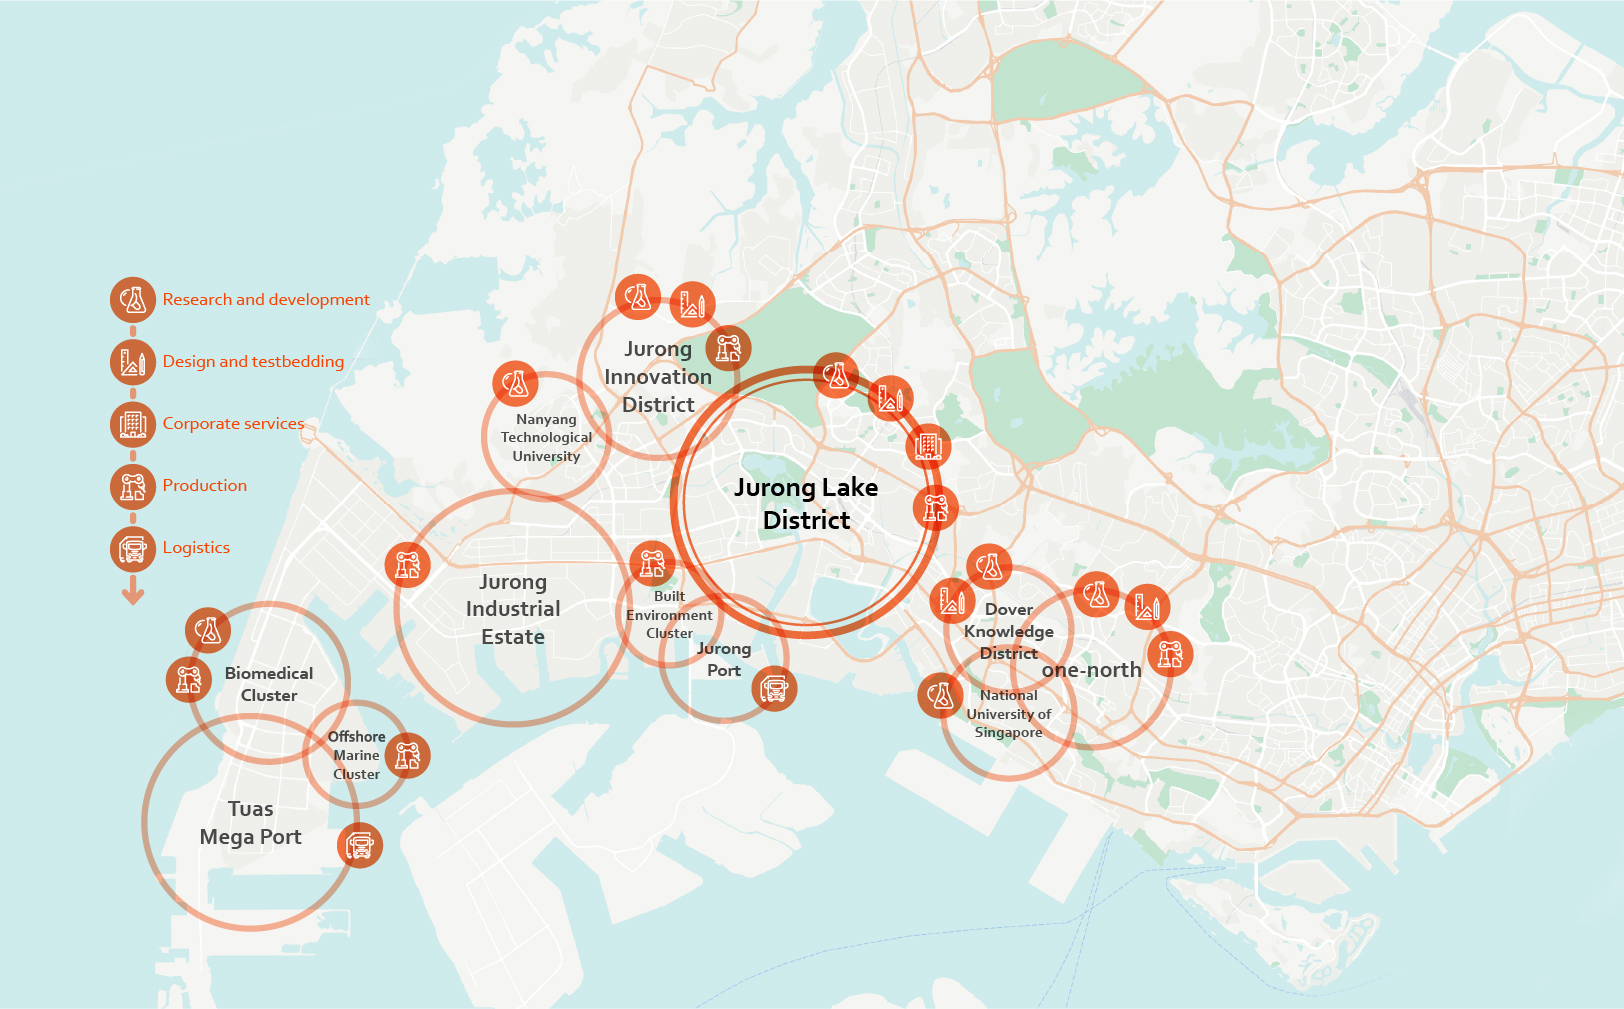 Research and development
Design and testbedding
Corporate services
Production
Logistics
Jurong
Innovation
District
Nanyang
Technological
University
Jurong Lake
District
Jurong
Industrial
Estate
Built
Environment
Cluster
Jurong
Port
Dover
Knowledge
District
one-north
National
University of
Singapore
Biomedical
Cluster
Offshore
Marine
Cluster
Tuas
Mega Port